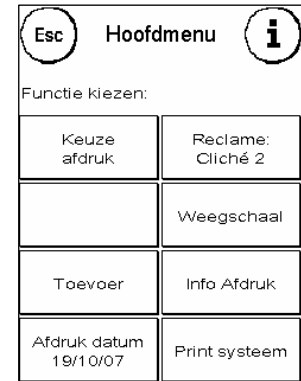 Esc Hoofdmenu i
Functie kiezen:
Keuze
afdruk
Reclame:
Cliché 2
Weegschaal
Toevoer
Info Afdruk
Afdruk datum
19/10/07
Print systeem